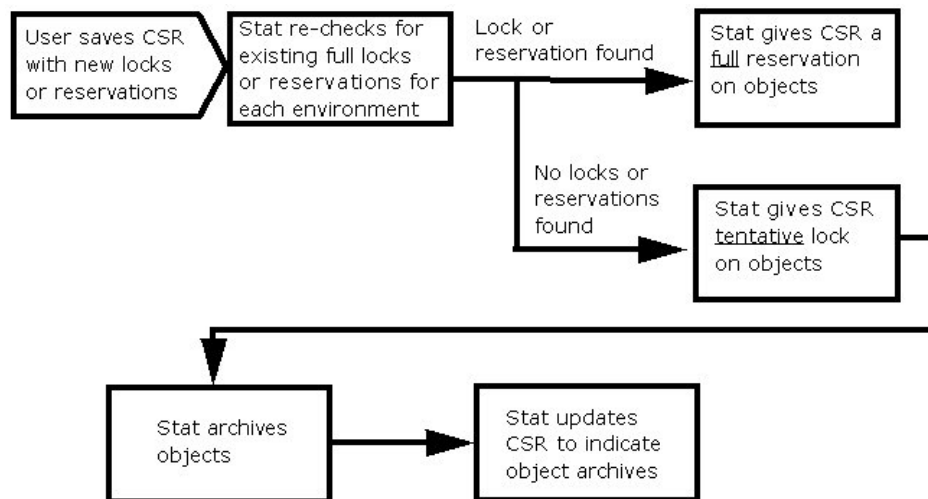 User saves CSR
with new locks
or reservations
Stat re-checks for
existing full locks
or reservations for
each environment
Lock or
reservation found
Stat gives CSR a
full reservation
on objects
No locks or
reservations
found
Stat gives CSR
tentative lock
on objects
Stat archives
objects
Stat updates
CSR to indicate
object archives